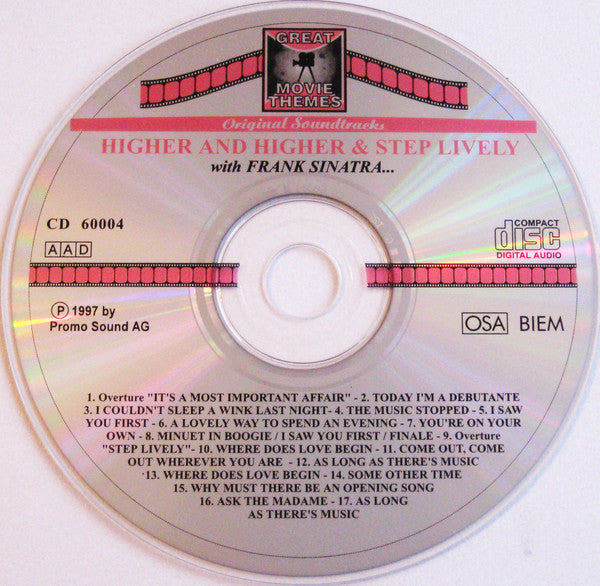 GREAT
MOVIE
THEMES
Original Soundtracks
HIGHER AND HIGHER & STEP LIVELY
with FRANK SINATRA...
CD 60004
AAD
COMPACT
disc
DIGITAL AUDIO
Ⓟ 1997 by
Promo Sound AG
OSA BIEM
1. Overture "IT'S A MOST IMPORTANT AFFAIR" - 2. TODAY I'M A DEBUTANTE
3. I COULDN'T SLEEP A WINK LAST NIGHT- 4. THE MUSIC STOPPED - 5. I SAW
YOU FIRST - 6. A LOVELY WAY TO SPEND AN EVENING - 7. YOU'RE ON YOUR
OWN - 8. MINUET IN BOOGIE / I SAW YOU FIRST / FINALE - 9. Overture
"STEP LIVELY"- 10. WHERE DOES LOVE BEGIN - 11. COME OUT, COME
OUT WHEREVER YOU ARE - 12. AS LONG AS THERE'S MUSIC
13. WHERE DOES LOVE BEGIN - 14. SOME OTHER TIME
15. WHY MUST THERE BE AN OPENING SONG
16. ASK THE MADAME - 17. AS LONG
AS THERE'S MUSIC